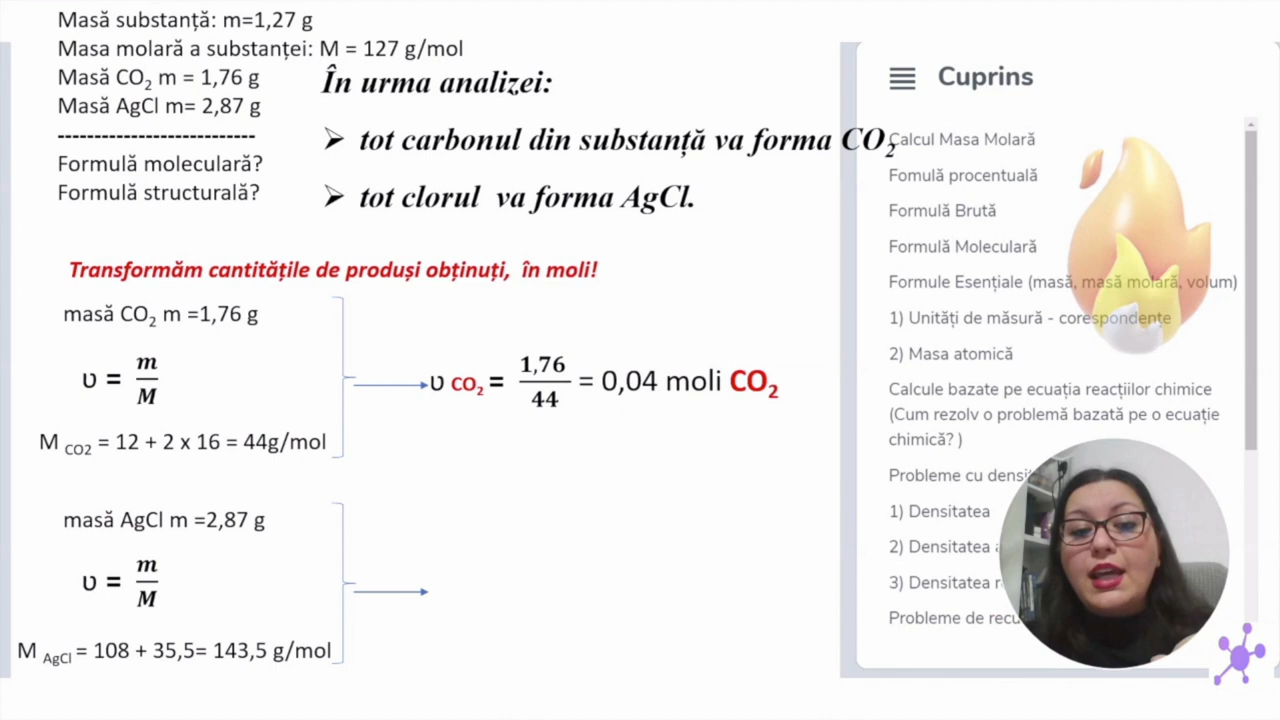 Masă substanță: m=1,27 g
Masa molară a substanței: M = 127 g/mol
Masă CO2 m = 1,76 g
Masă AgCl m= 2,87 g
---------------------------
Formulă moleculară?
Formulă structurală?
În urma analizei:
➢ tot carbonul din substanță va forma CO2
➢ tot clorul va forma AgCl.
Transformăm cantitățile de produși obținuți, în moli!
masă CO2 m =1,76 g
υ = m/M
M CO2 = 12 + 2 x 16 = 44g/mol
υ CO2 = 1,76/44 = 0,04 moli CO2
masă AgCl m =2,87 g
υ = m/M
M AgCl = 108 + 35,5= 143,5 g/mol
Cuprins
Calcul Masa Molară
Fomulă procentuală
Formulă Brută
Formulă Moleculară
Formule Esențiale (masă, masă molară, volum)
1) Unități de măsură - corespondențe
2) Masa atomică
Calcule bazate pe ecuația reacțiilor chimice
(Cum rezolv o problemă bazată pe o ecuație
chimică? )
Probleme cu
1) Densitatea
2) Densitatea
3) Densitatea
Probleme de